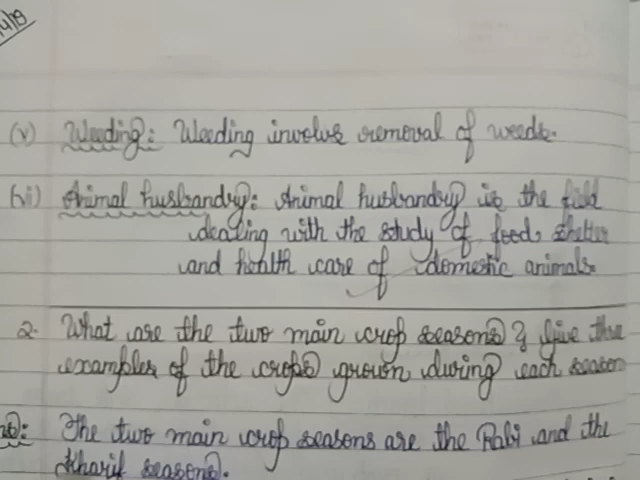 4/18
(v) Weeding: Weeding involve removal of weeds.
(vi) Animal husbandry: Animal husbandry is the field
dealing with the study of food, shelter
and health care of domestic animals.
2. What are the two main crop seasons? Give three
examples of the crops grown during each season
Ans: The two main crop seasons are the Rabi and the
Kharif seasons.